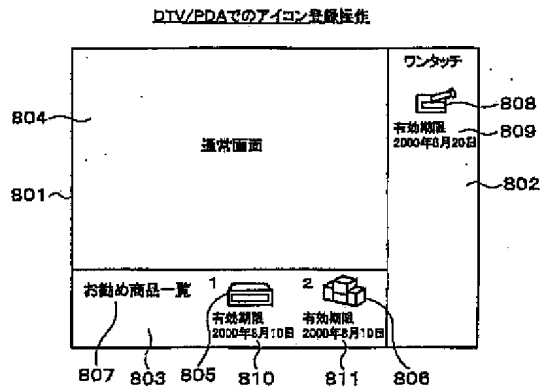 DTV/PDAでのアイコン登録操作
ワンタッチ
804
808
有効期限
809
2000年8月20日
通常画面
802
801
お勧め商品一覧
1
2
有効期限
有効期限
2000年8月10日
2000年8月19日
807
803
805
810
811
806